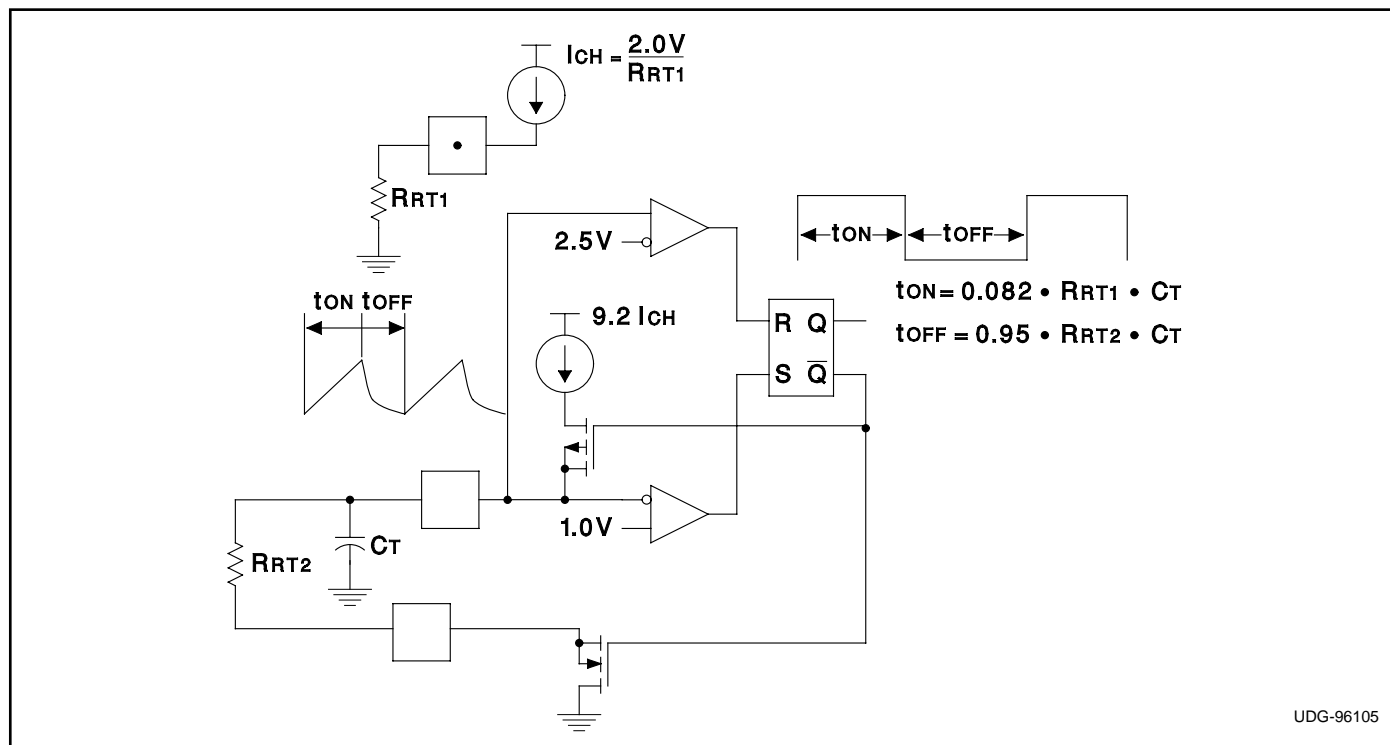 ICH = 2.0V / RRT1
RRT1
2.5V
tON
tOFF
tON = 0.082 • RRT1 • CT
tOFF = 0.95 • RRT2 • CT
tON tOFF
9.2 ICH
R Q
S Q̅
1.0V
CT
RRT2
UDG-96105